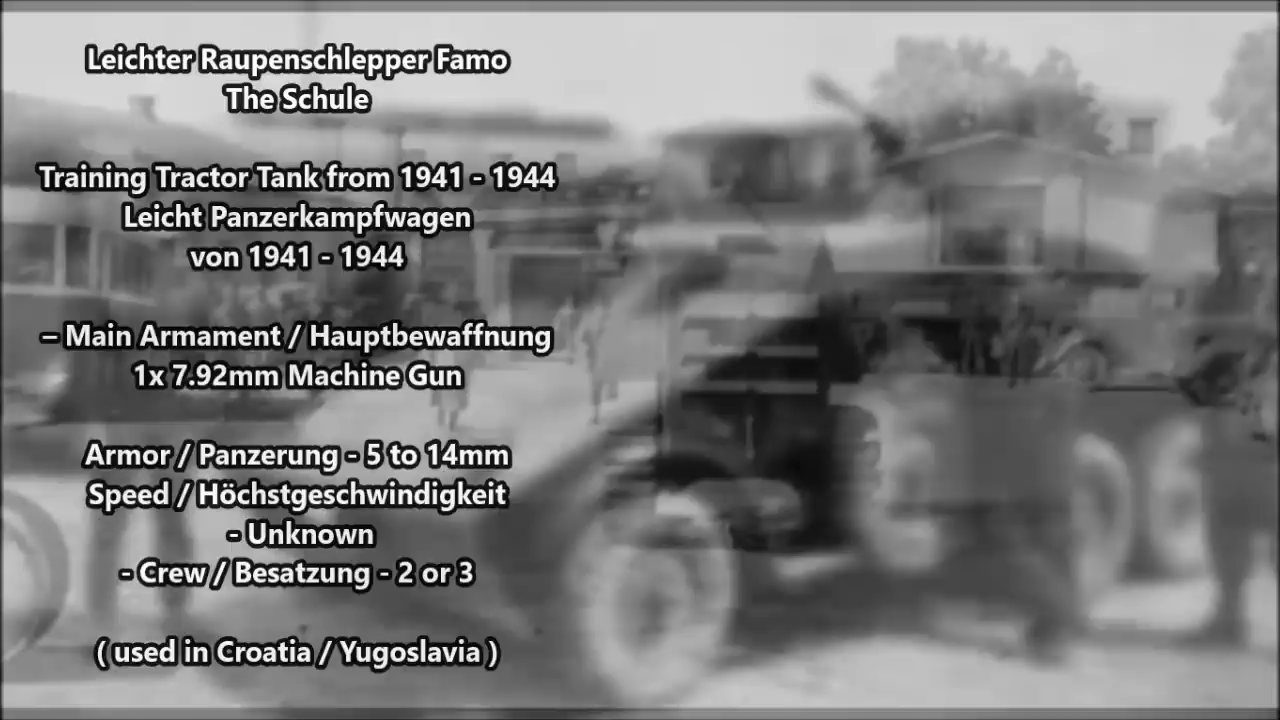 Leichter Raupenschlepper Famo
The Schule
Training Tractor Tank from 1941 - 1944
Leicht Panzerkampfwagen
von 1941 - 1944
– Main Armament / Hauptbewaffnung
1x 7.92mm Machine Gun
Armor / Panzerung - 5 to 14mm
Speed / Höchstgeschwindigkeit
- Unknown
- Crew / Besatzung - 2 or 3
( used in Croatia / Yugoslavia )